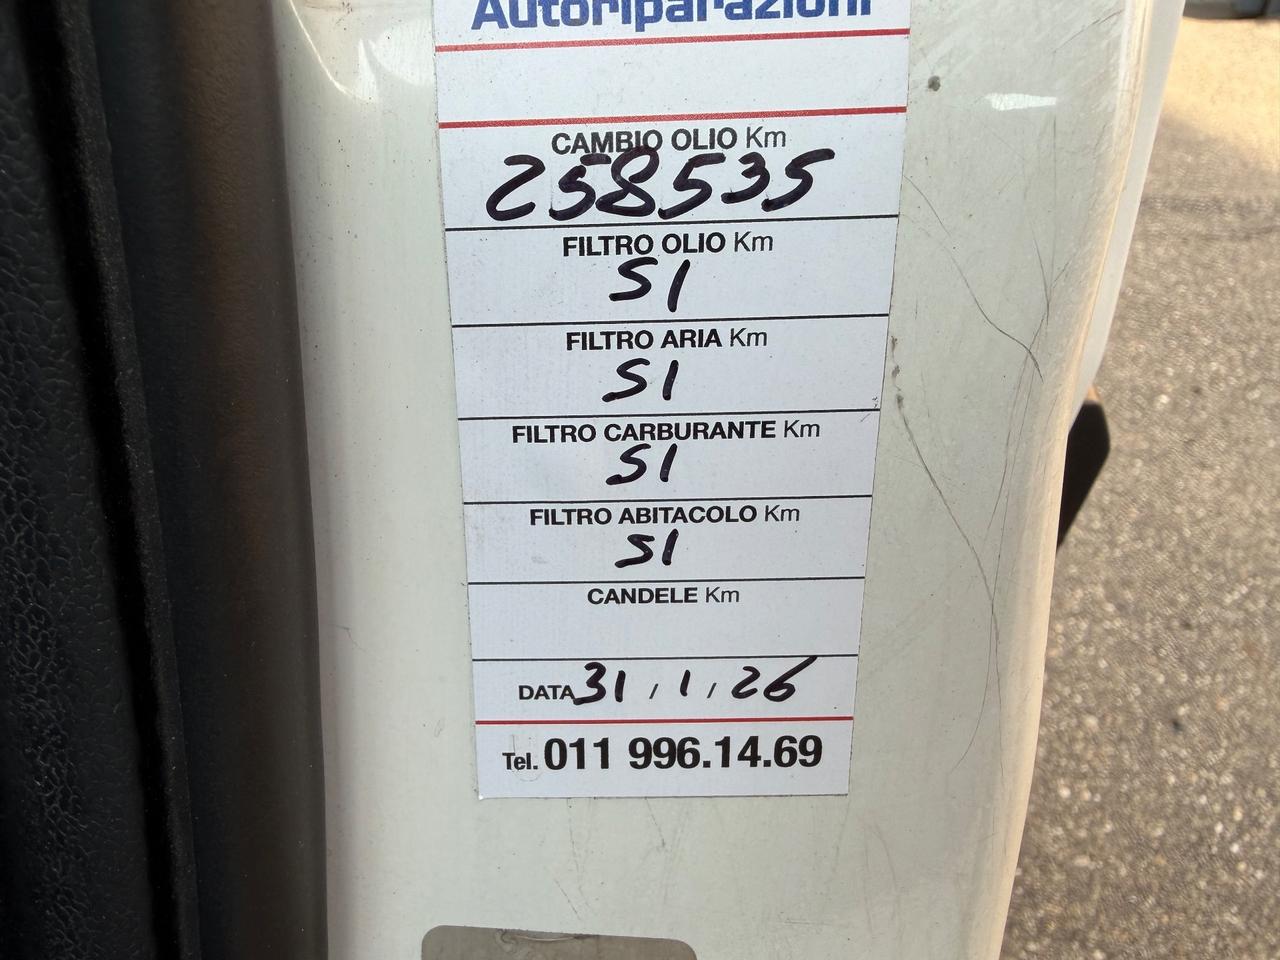 Autoriparazioni
CAMBIO OLIO Km
258535
FILTRO OLIO Km
SI
FILTRO ARIA Km
SI
FILTRO CARBURANTE Km
SI
FILTRO ABITACOLO Km
SI
CANDELE Km
DATA 31 / 1 / 26
Tel. 011 996.14.69